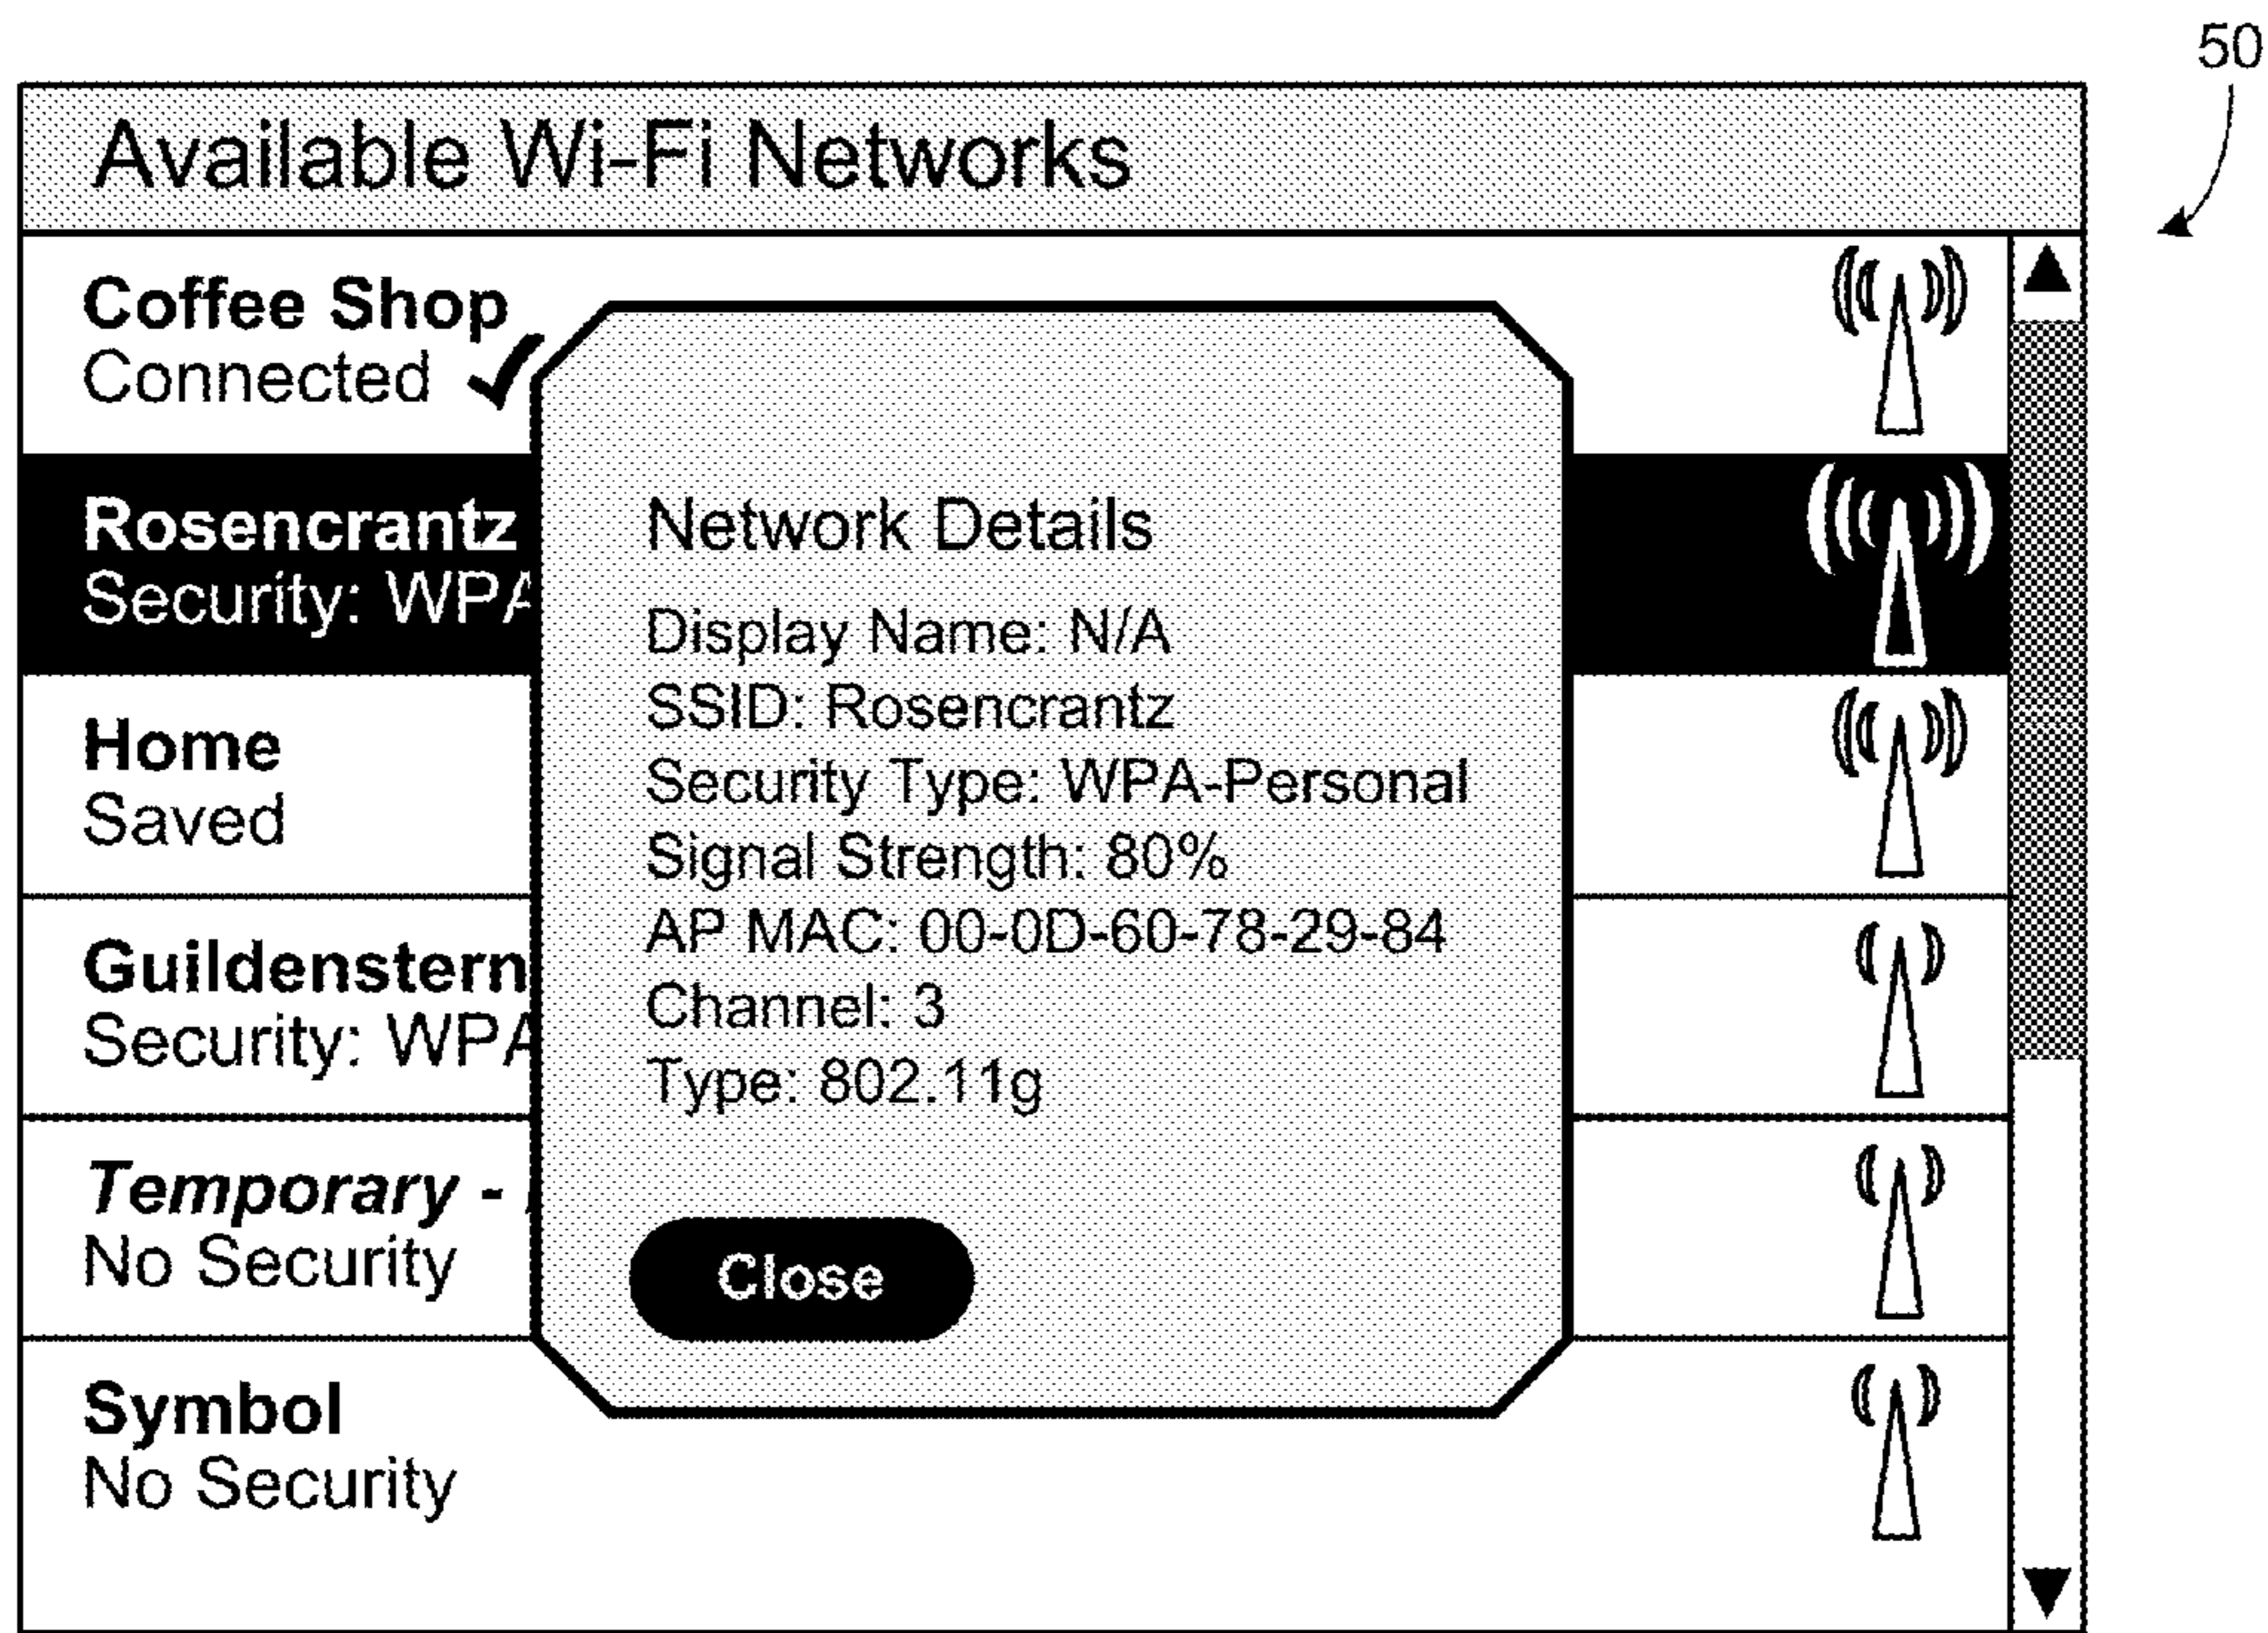 50
Available Wi-Fi Networks
Coffee Shop
Connected
Rosencrantz
Security: WPA
Home
Saved
Guildenstern
Security: WPA
Temporary -
No Security
Symbol
No Security
Network Details
Display Name: N/A
SSID: Rosencrantz
Security Type: WPA-Personal
Signal Strength: 80%
AP MAC: 00-0D-60-78-29-84
Channel: 3
Type: 802.11g
Close